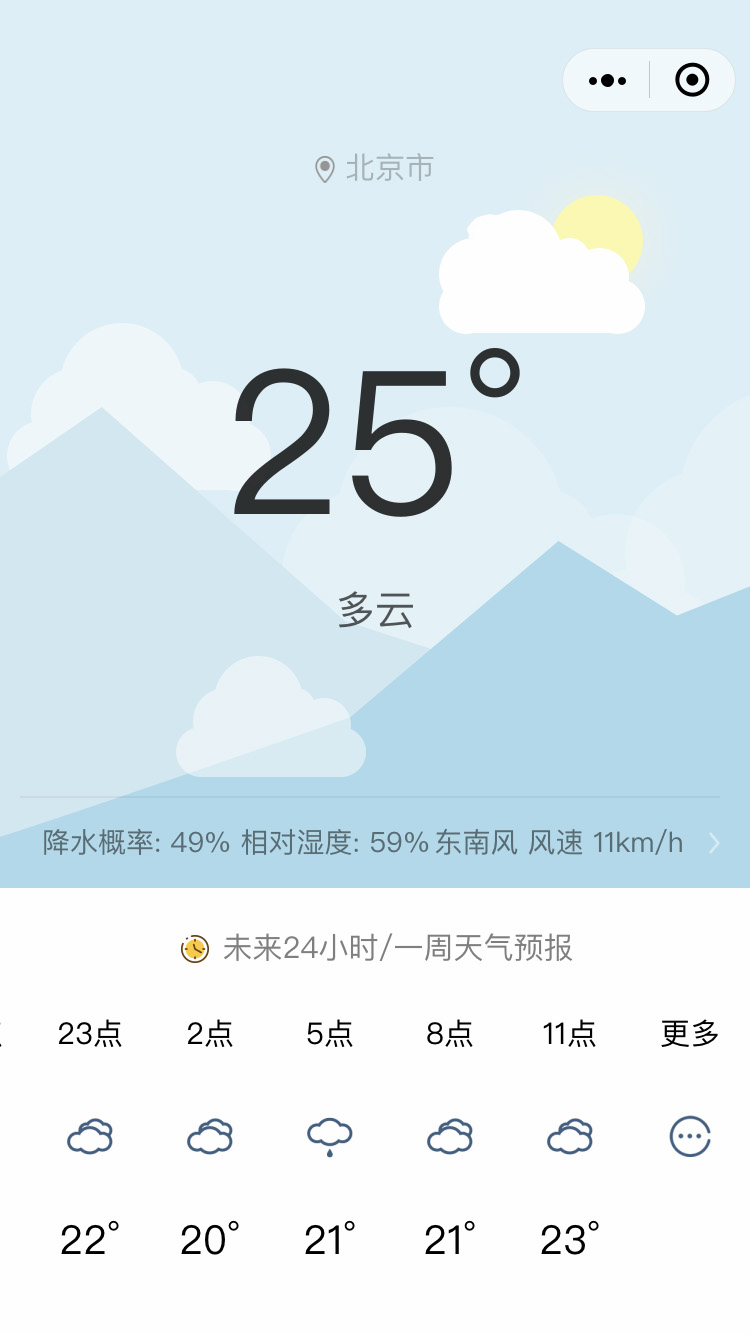 北京市
25°
多云
降水概率: 49% 相对湿度: 59% 东南风 风速 11km/h
未来24小时/一周天气预报
23点 2点 5点 8点 11点 更多
22° 20° 21° 21° 23°